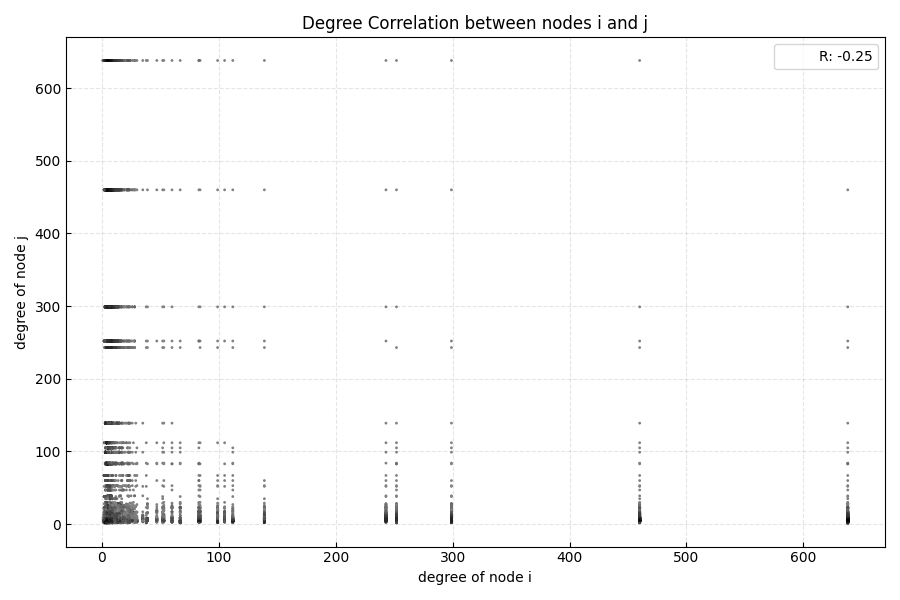 Degree Correlation between nodes i and j
R: -0.25
degree of node j
600
500
400
300
200
100
0
0 100 200 300 400 500 600
degree of node i